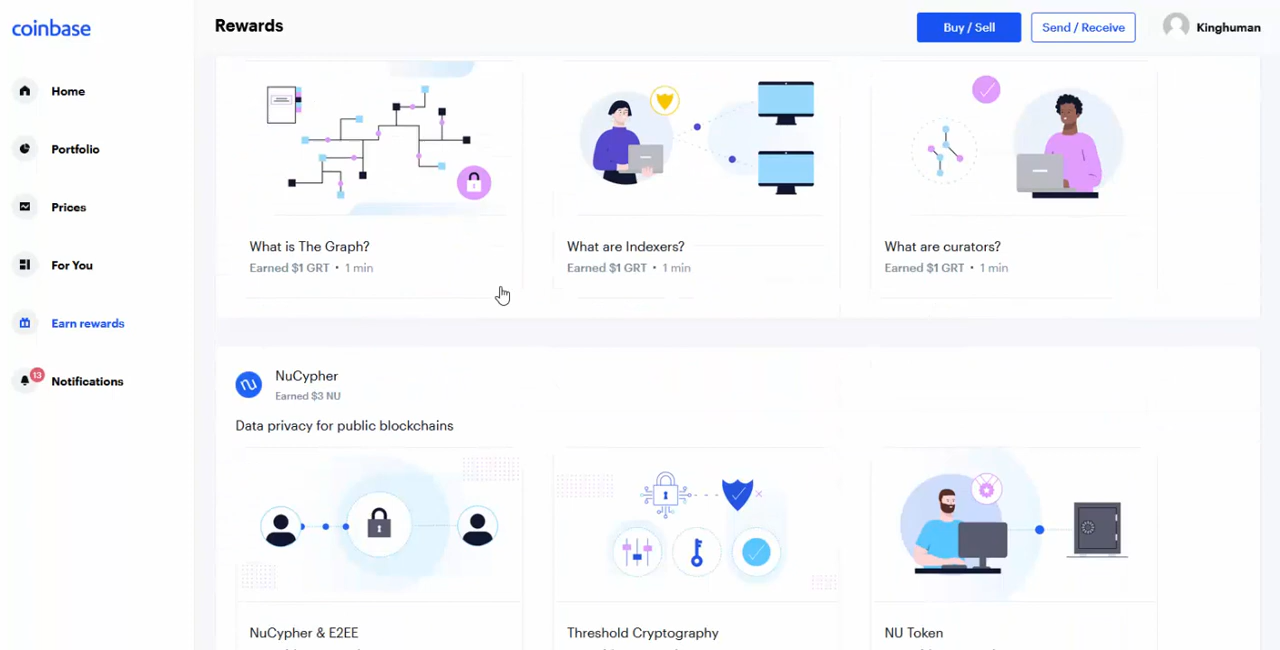 coinbase
Rewards
Buy / Sell
Send / Receive
Kinghuman
Home
Portfolio
Prices
For You
Earn rewards
13
Notifications
What is The Graph?
Earned $1 GRT • 1 min
What are Indexers?
Earned $1 GRT • 1 min
What are curators?
Earned $1 GRT • 1 min
NuCypher
Earned $3 NU
Data privacy for public blockchains
NuCypher & E2EE
Threshold Cryptography
NU Token